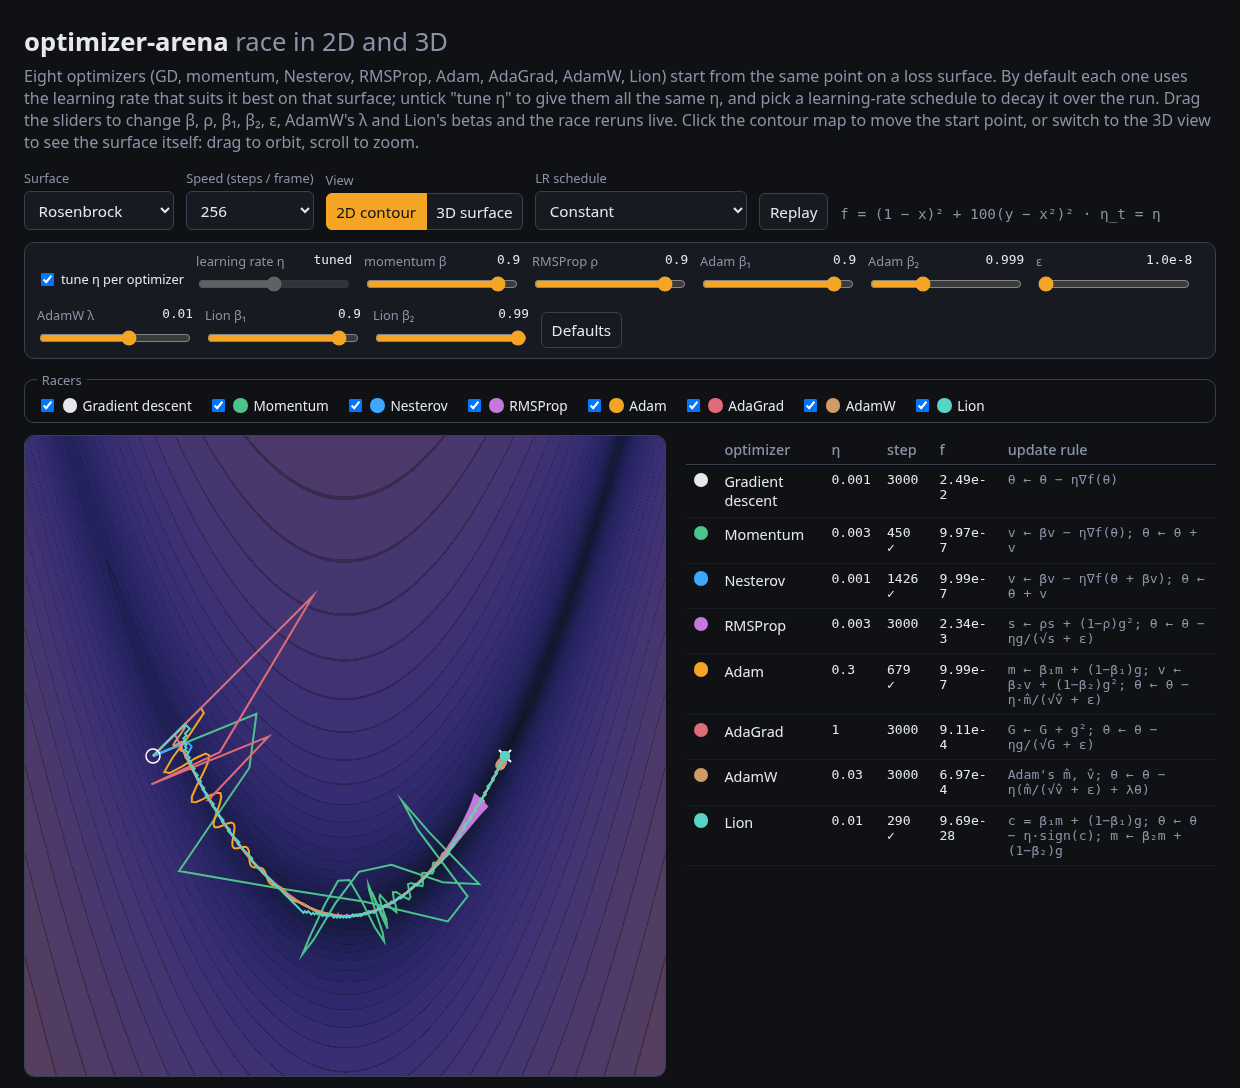 optimizer-arena race in 2D and 3D
Eight optimizers (GD, momentum, Nesterov, RMSProp, Adam, AdaGrad, AdamW, Lion) start from the same point on a loss surface. By default each one uses
the learning rate that suits it best on that surface; untick "tune η" to give them all the same η, and pick a learning-rate schedule to decay it over the run. Drag
the sliders to change β, ρ, β₁, β₂, ε, AdamW's λ and Lion's betas and the race reruns live. Click the contour map to move the start point, or switch to the 3D view
to see the surface itself: drag to orbit, scroll to zoom.
Surface Speed (steps / frame) View LR schedule
Rosenbrock 256 2D contour 3D surface Constant Replay f = (1 − x)² + 100(y − x²)² · η_t = η
tune η per optimizer learning rate η tuned momentum β 0.9 RMSProp ρ 0.9 Adam β₁ 0.9 Adam β₂ 0.999 ε 1.0e-8
AdamW λ 0.01 Lion β₁ 0.9 Lion β₂ 0.99 Defaults
Racers
Gradient descent Momentum Nesterov RMSProp Adam AdaGrad AdamW Lion
optimizer η step f update rule
Gradient 0.001 3000 2.49e- θ ← θ − η∇f(θ)
descent 2
Momentum 0.003 450 9.97e- v ← βv − η∇f(θ); θ ← θ +
✓ 7 v
Nesterov 0.001 1426 9.99e- v ← βv − η∇f(θ + βv); θ ←
✓ 7 θ + v
RMSProp 0.003 3000 2.34e- s ← ρs + (1−ρ)g²; θ ← θ −
3 ηg/(√s + ε)
Adam 0.3 679 9.99e- m ← β₁m + (1−β₁)g; v ←
✓ 7 β₂v + (1−β₂)g²; θ ← θ −
η·m̂/(√v̂ + ε)
AdaGrad 1 3000 9.11e- G ← G + g²; θ ← θ −
4 ηg/(√G + ε)
AdamW 0.03 3000 6.97e- Adam's m̂, v̂; θ ← θ −
4 η(m̂/(√v̂ + ε) + λθ)
Lion 0.01 290 9.69e- c = β₁m + (1−β₁)g; θ ← θ
✓ 28 − η·sign(c); m ← β₂m +
(1−β₂)g